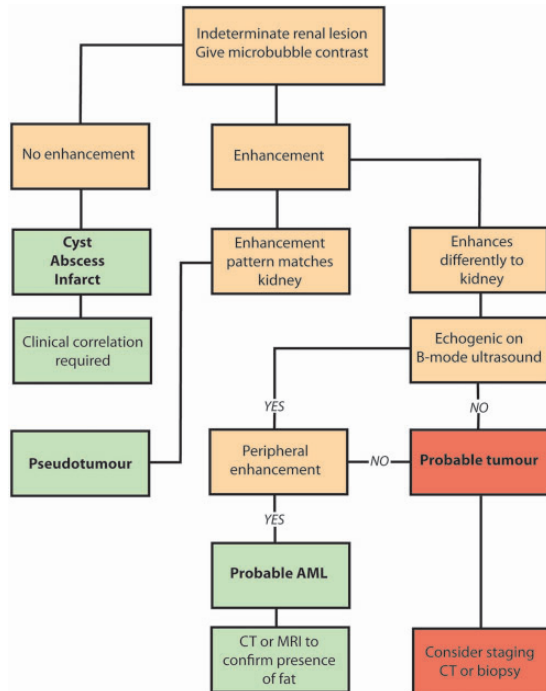 Indeterminate renal lesion
Give microbubble contrast
No enhancement
Enhancement
Cyst
Abscess
Infarct
Enhancement
pattern matches
kidney
Enhances
differently to
kidney
Clinical correlation
required
Echogenic on
B-mode ultrasound
YES
NO
Pseudotumour
Peripheral
enhancement
NO
Probable tumour
YES
Probable AML
CT or MRI to
confirm presence
of fat
Consider staging
CT or biopsy